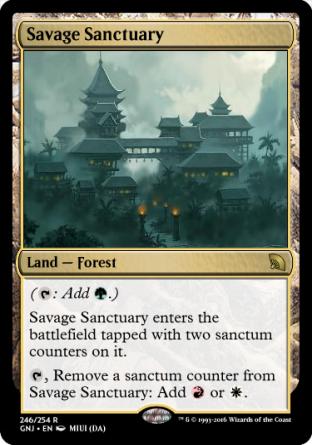 Savage Sanctuary
Land — Forest
(T: Add G.)
Savage Sanctuary enters the
battlefield tapped with two sanctum
counters on it.
T, Remove a sanctum counter from
Savage Sanctuary: Add R or W.
246/254 R
GNJ • EN MIUI (DA)
™ & © 1993-2016 Wizards of the Coast